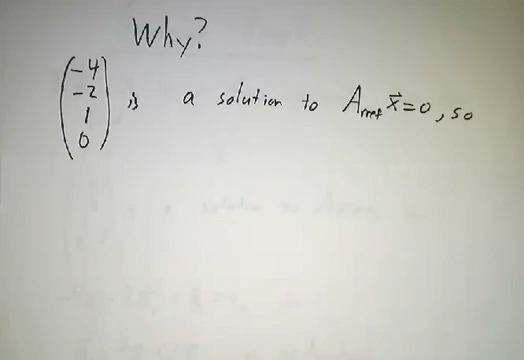 Why?
(-4 -2 1 0) is a solution to A_rref x⃗=0, so